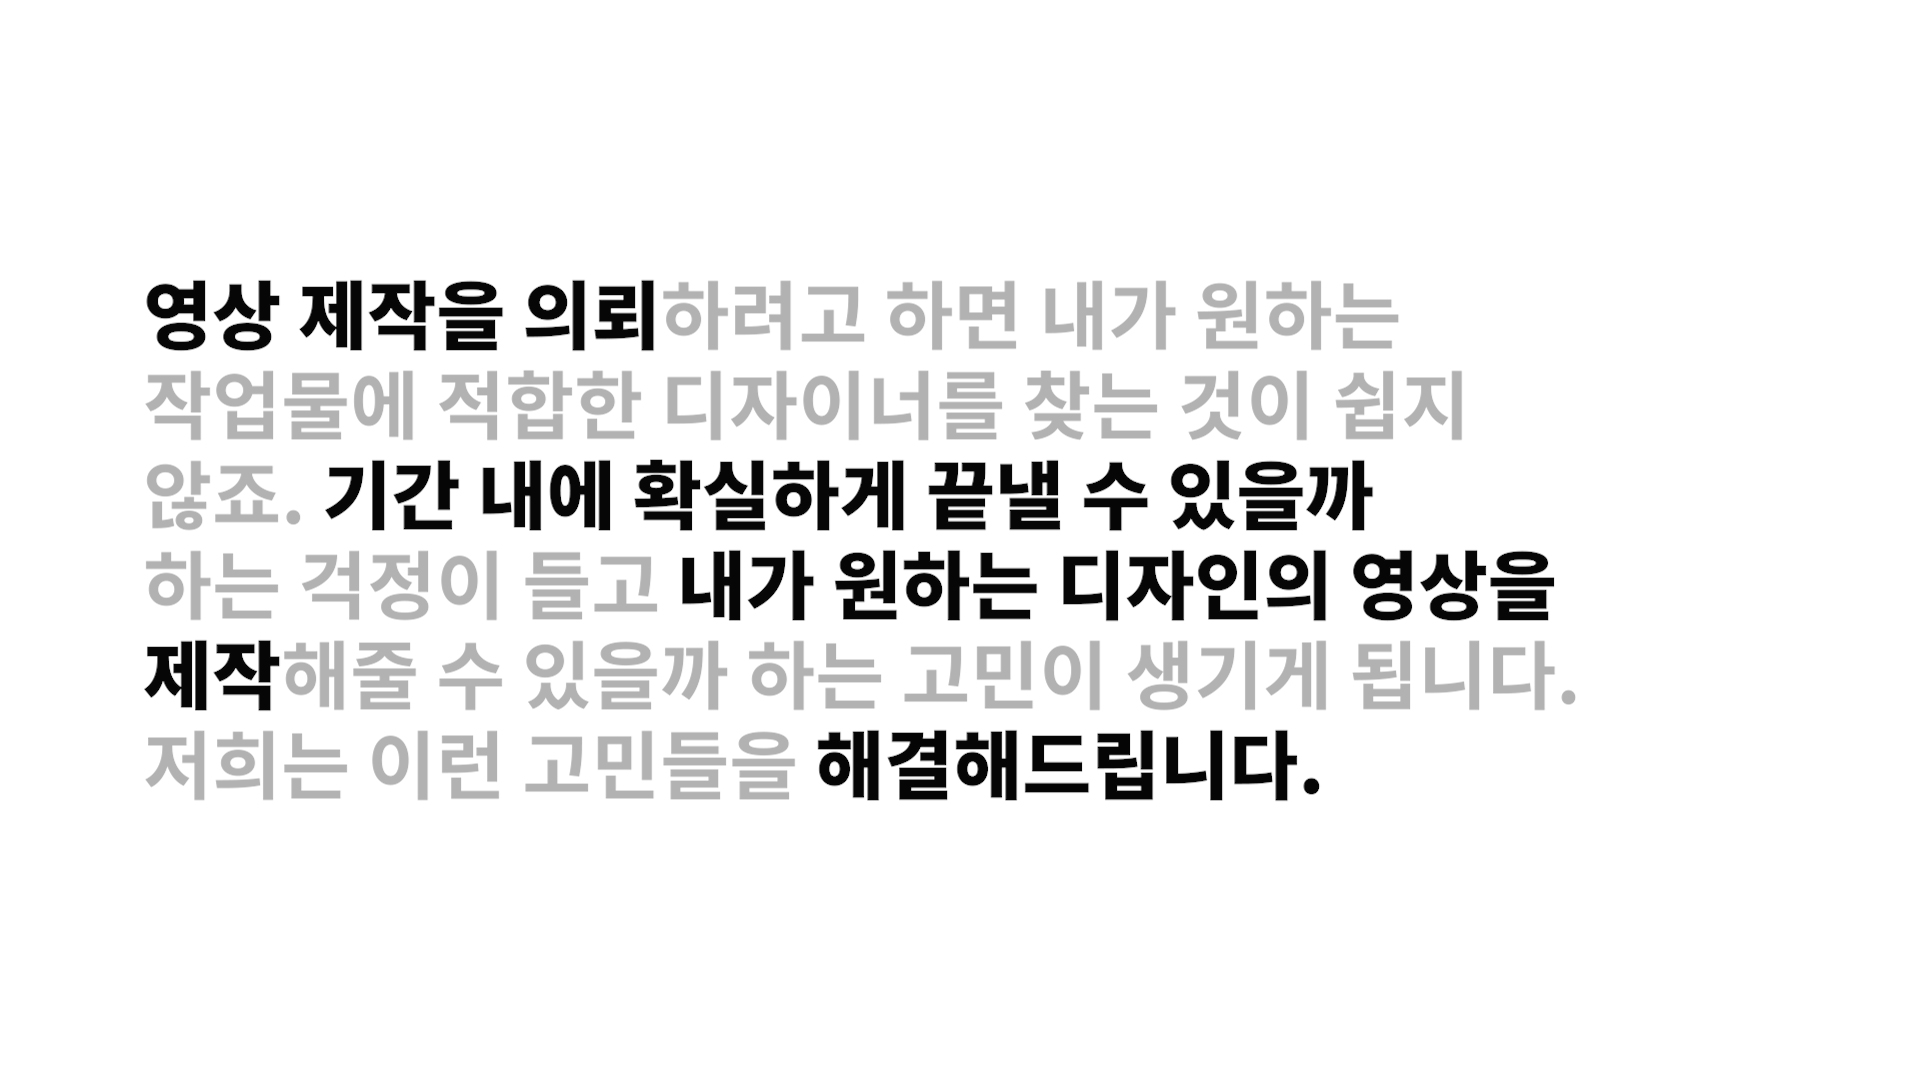 영상 제작을 의뢰하려고 하면 내가 원하는
작업물에 적합한 디자이너를 찾는 것이 쉽지
않죠. 기간 내에 확실하게 끝낼 수 있을까
하는 걱정이 들고 내가 원하는 디자인의 영상을
제작해줄 수 있을까 하는 고민이 생기게 됩니다.
저희는 이런 고민들을 해결해드립니다.